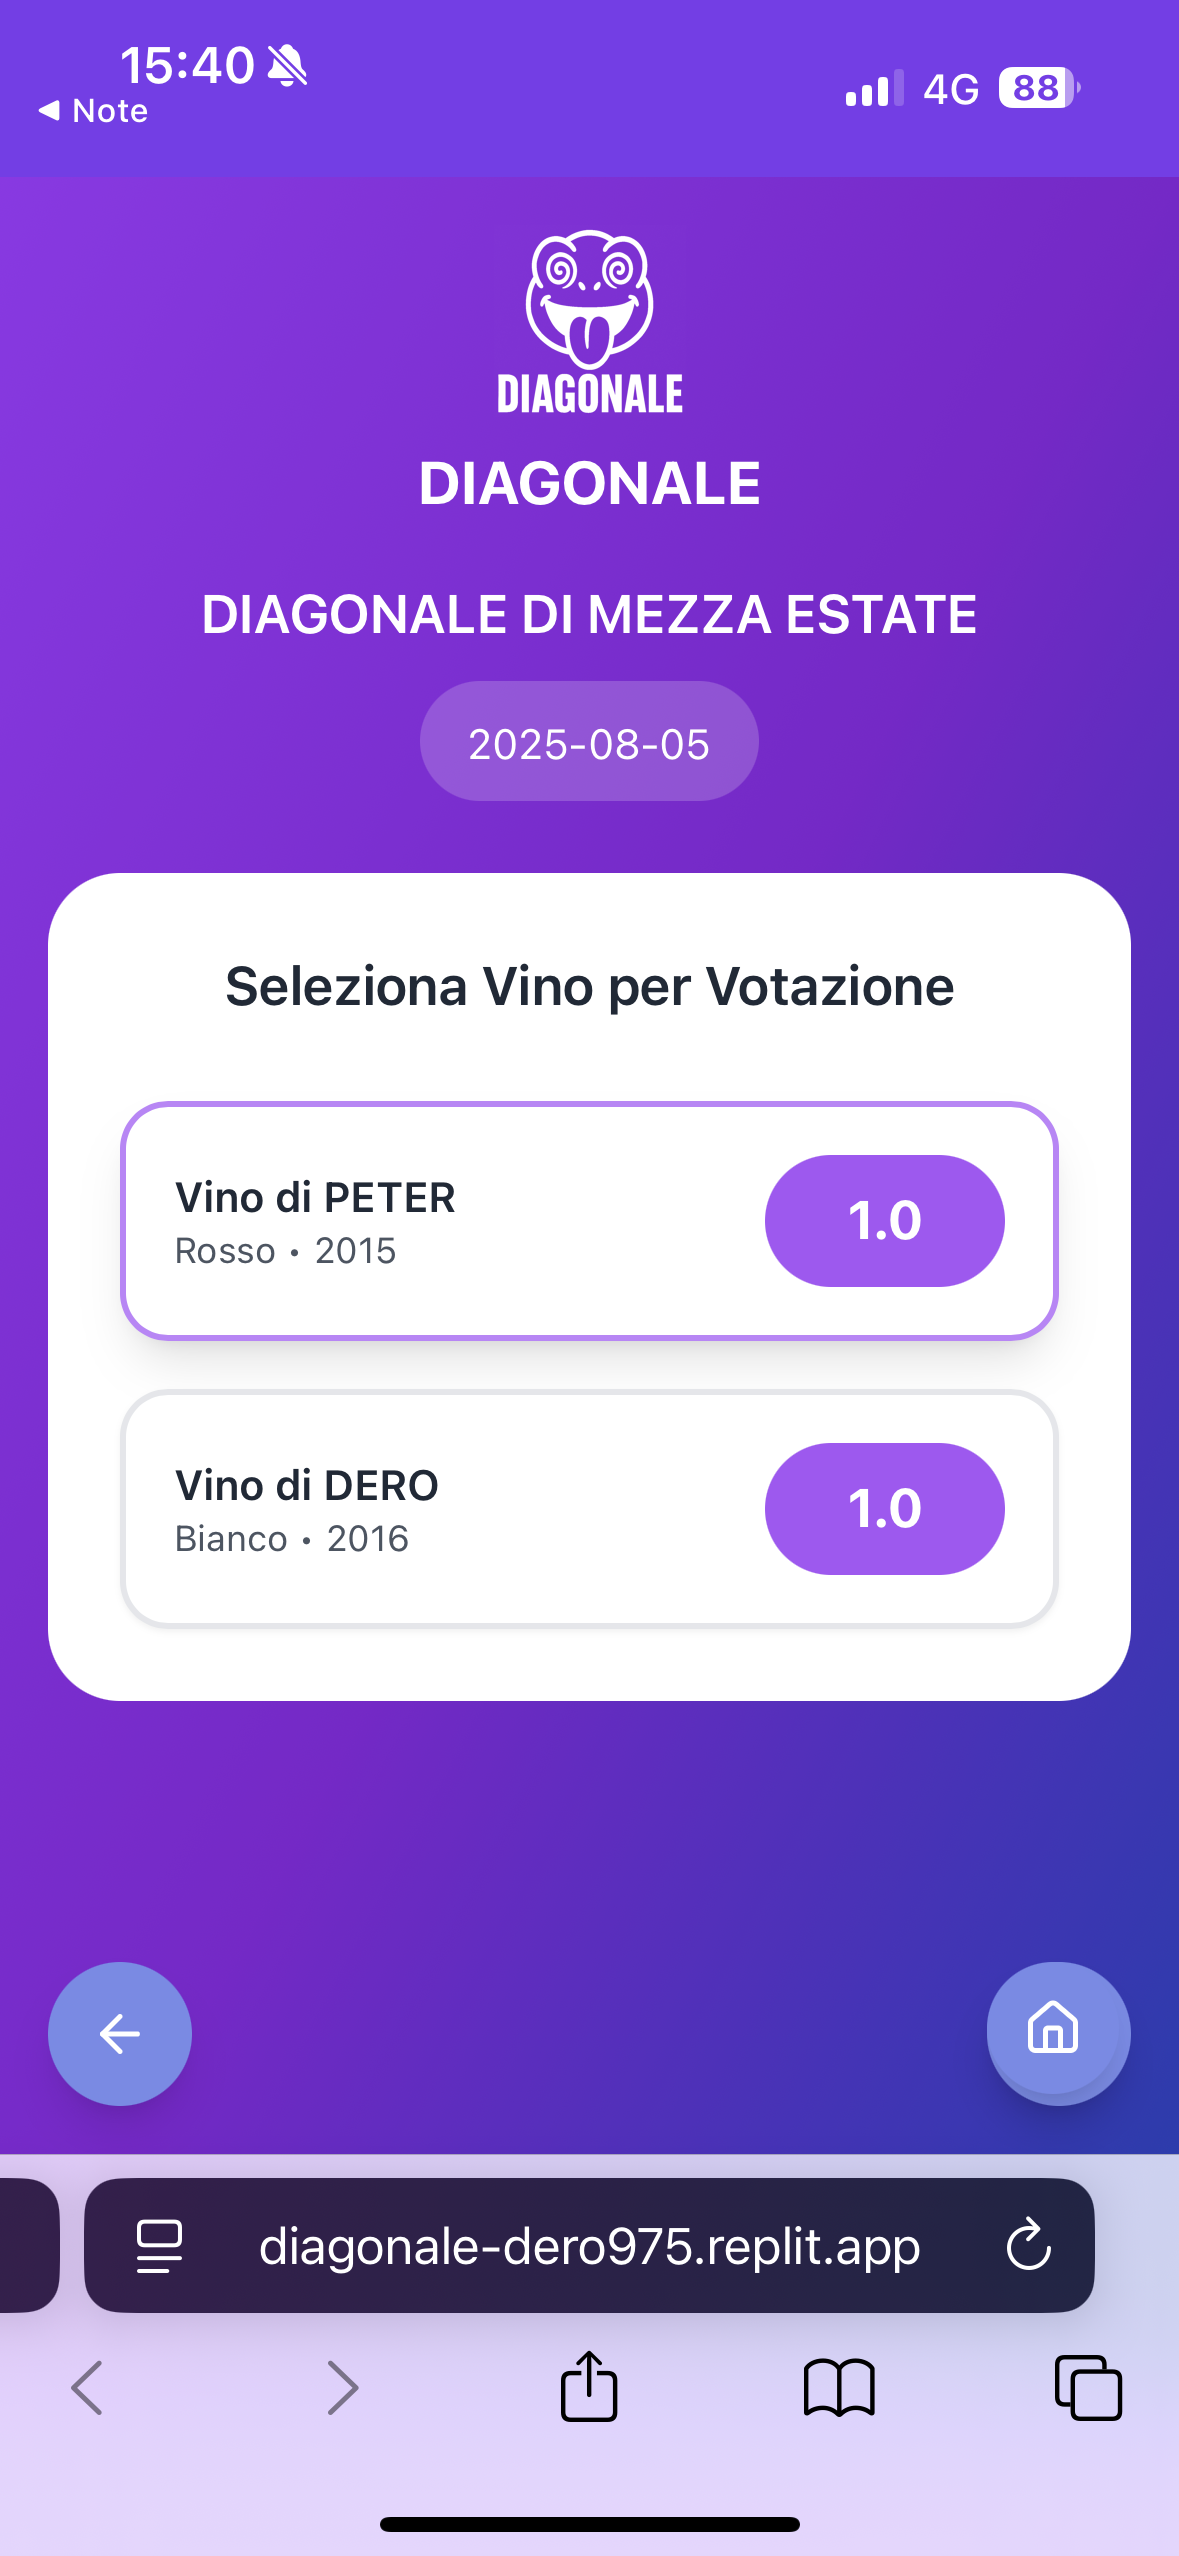 15:40
Note
4G
88
DIAGONALE
DIAGONALE
DIAGONALE DI MEZZA ESTATE
2025-08-05
Seleziona Vino per Votazione
Vino di PETER
Rosso • 2015
1.0
Vino di DERO
Bianco • 2016
1.0
diagonale-dero975.replit.app